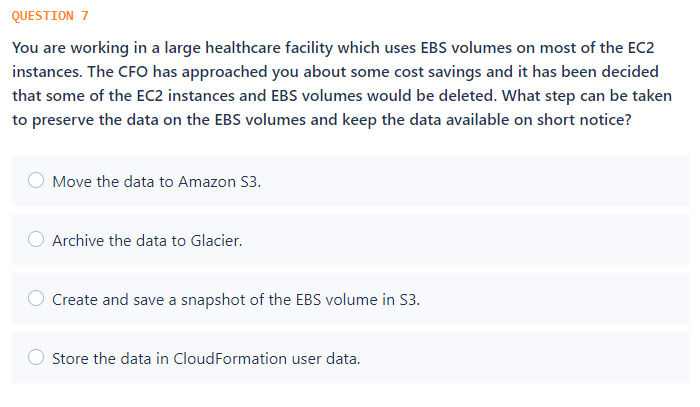 QUESTION 7
You are working in a large healthcare facility which uses EBS volumes on most of the EC2
instances. The CFO has approached you about some cost savings and it has been decided
that some of the EC2 instances and EBS volumes would be deleted. What step can be taken
to preserve the data on the EBS volumes and keep the data available on short notice?
Move the data to Amazon S3.
Archive the data to Glacier.
Create and save a snapshot of the EBS volume in S3.
Store the data in CloudFormation user data.